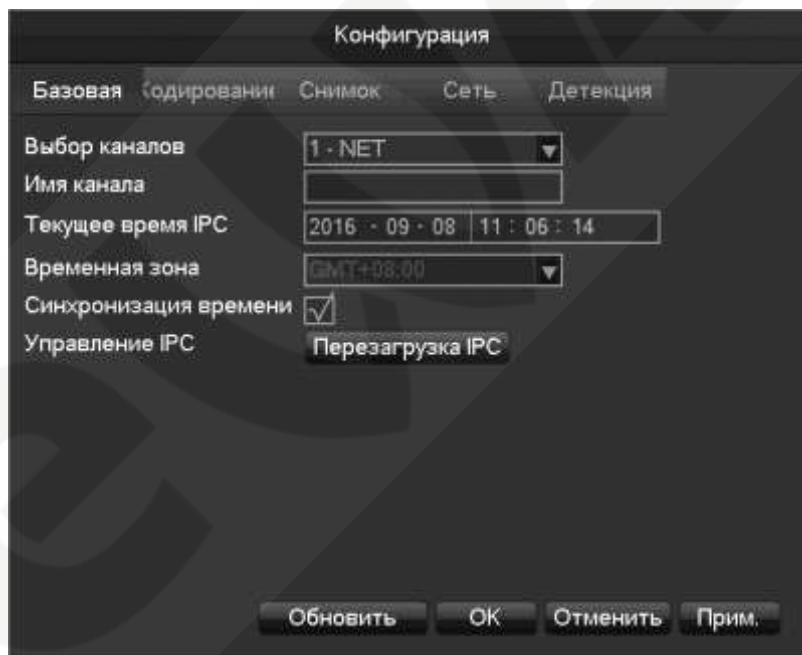 Конфигурация
Базовая Кодирование Снимок Сеть Детекция
Выбор каналов 1 - NET
Имя канала
Текущее время IPC 2016 - 09 - 08 11 : 06 : 14
Временная зона GMT+08:00
Синхронизация времени
Управление IPC Перезагрузка IPC
Обновить OK Отменить Прим.